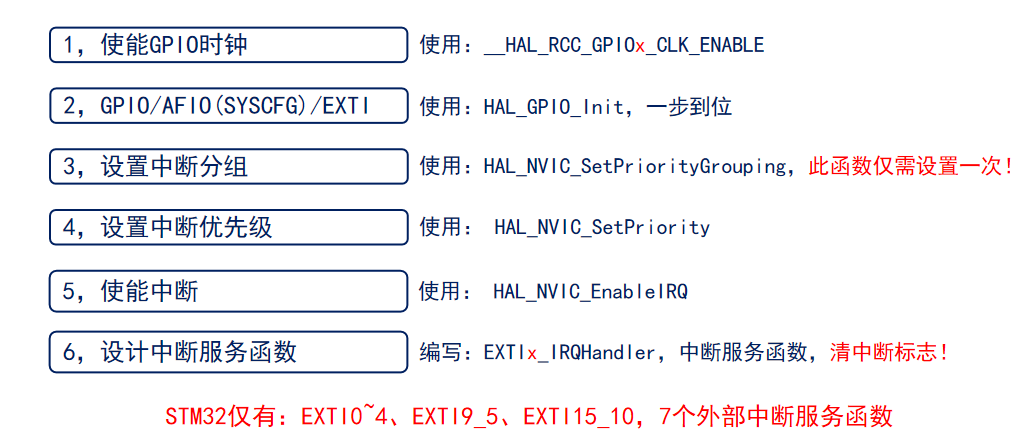 1，使能GPIO时钟 使用：__HAL_RCC_GPIOx_CLK_ENABLE
2，GPIO/AFIO(SYSCFG)/EXTI 使用：HAL_GPIO_Init，一步到位
3，设置中断分组 使用：HAL_NVIC_SetPriorityGrouping，此函数仅需设置一次！
4，设置中断优先级 使用： HAL_NVIC_SetPriority
5，使能中断 使用： HAL_NVIC_EnableIRQ
6，设计中断服务函数 编写：EXTIx_IRQHandler，中断服务函数，清中断标志！
STM32仅有：EXTI0~4、EXTI9_5、EXTI15_10，7个外部中断服务函数